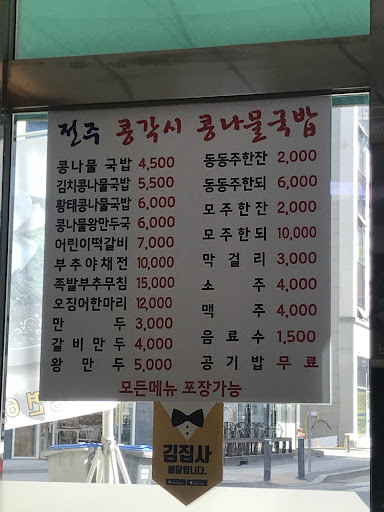 전주 콩각시 콩나물국밥
콩나물 국밥 4,500
김치콩나물국밥 5,500
황태콩나물국밥 6,000
콩나물왕만두국 6,000
어린이떡갈비 7,000
부추야채전 10,000
족발부추무침 15,000
오징어한마리 12,000
만두 3,000
갈비만두 4,000
왕만두 5,000
동동주한잔 2,000
동동주한되 6,000
모주한잔 2,000
모주한되 10,000
막걸리 3,000
소주 4,000
맥주 4,000
음료수 1,500
공기밥 무료
모든메뉴 포장가능
김집사
배달됩니다.